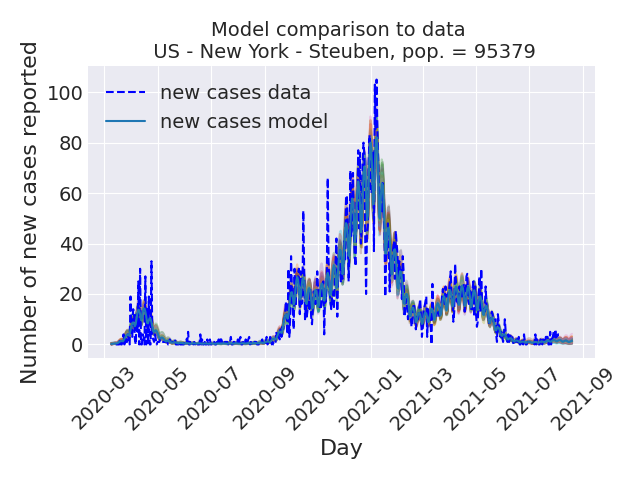 Model comparison to data
US - New York - Steuben, pop. = 95379
Number of new cases reported
100
80
60
40
20
0
new cases data
new cases model
2020-03
2020-05
2020-07
2020-09
2020-11
2021-01
2021-03
2021-05
2021-07
2021-09
Day